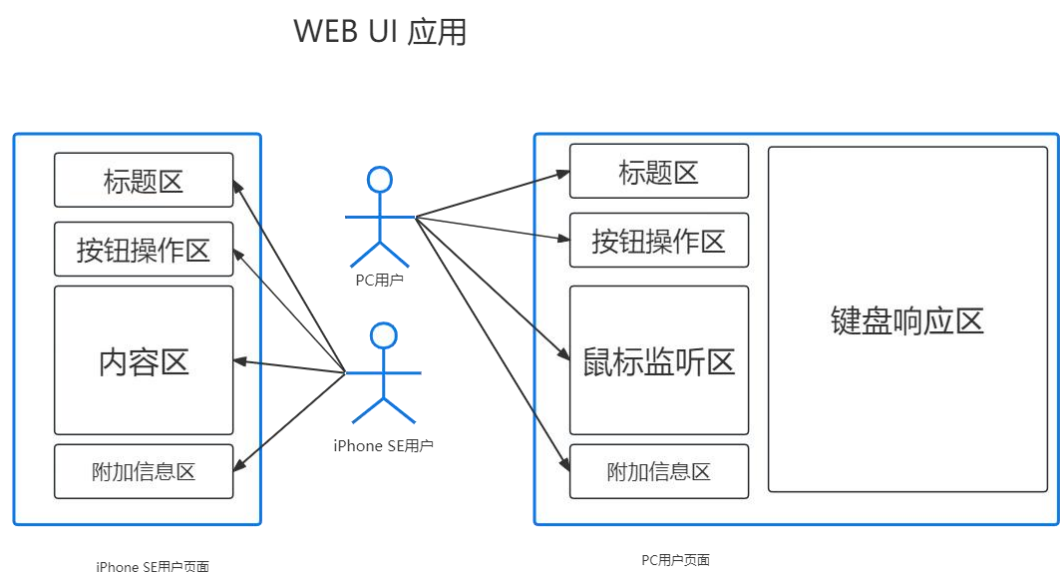 WEB UI 应用
标题区
按钮操作区
内容区
附加信息区
iPhone SE用户页面
PC用户
iPhone SE用户
标题区
按钮操作区
鼠标监听区
附加信息区
键盘响应区
PC用户页面